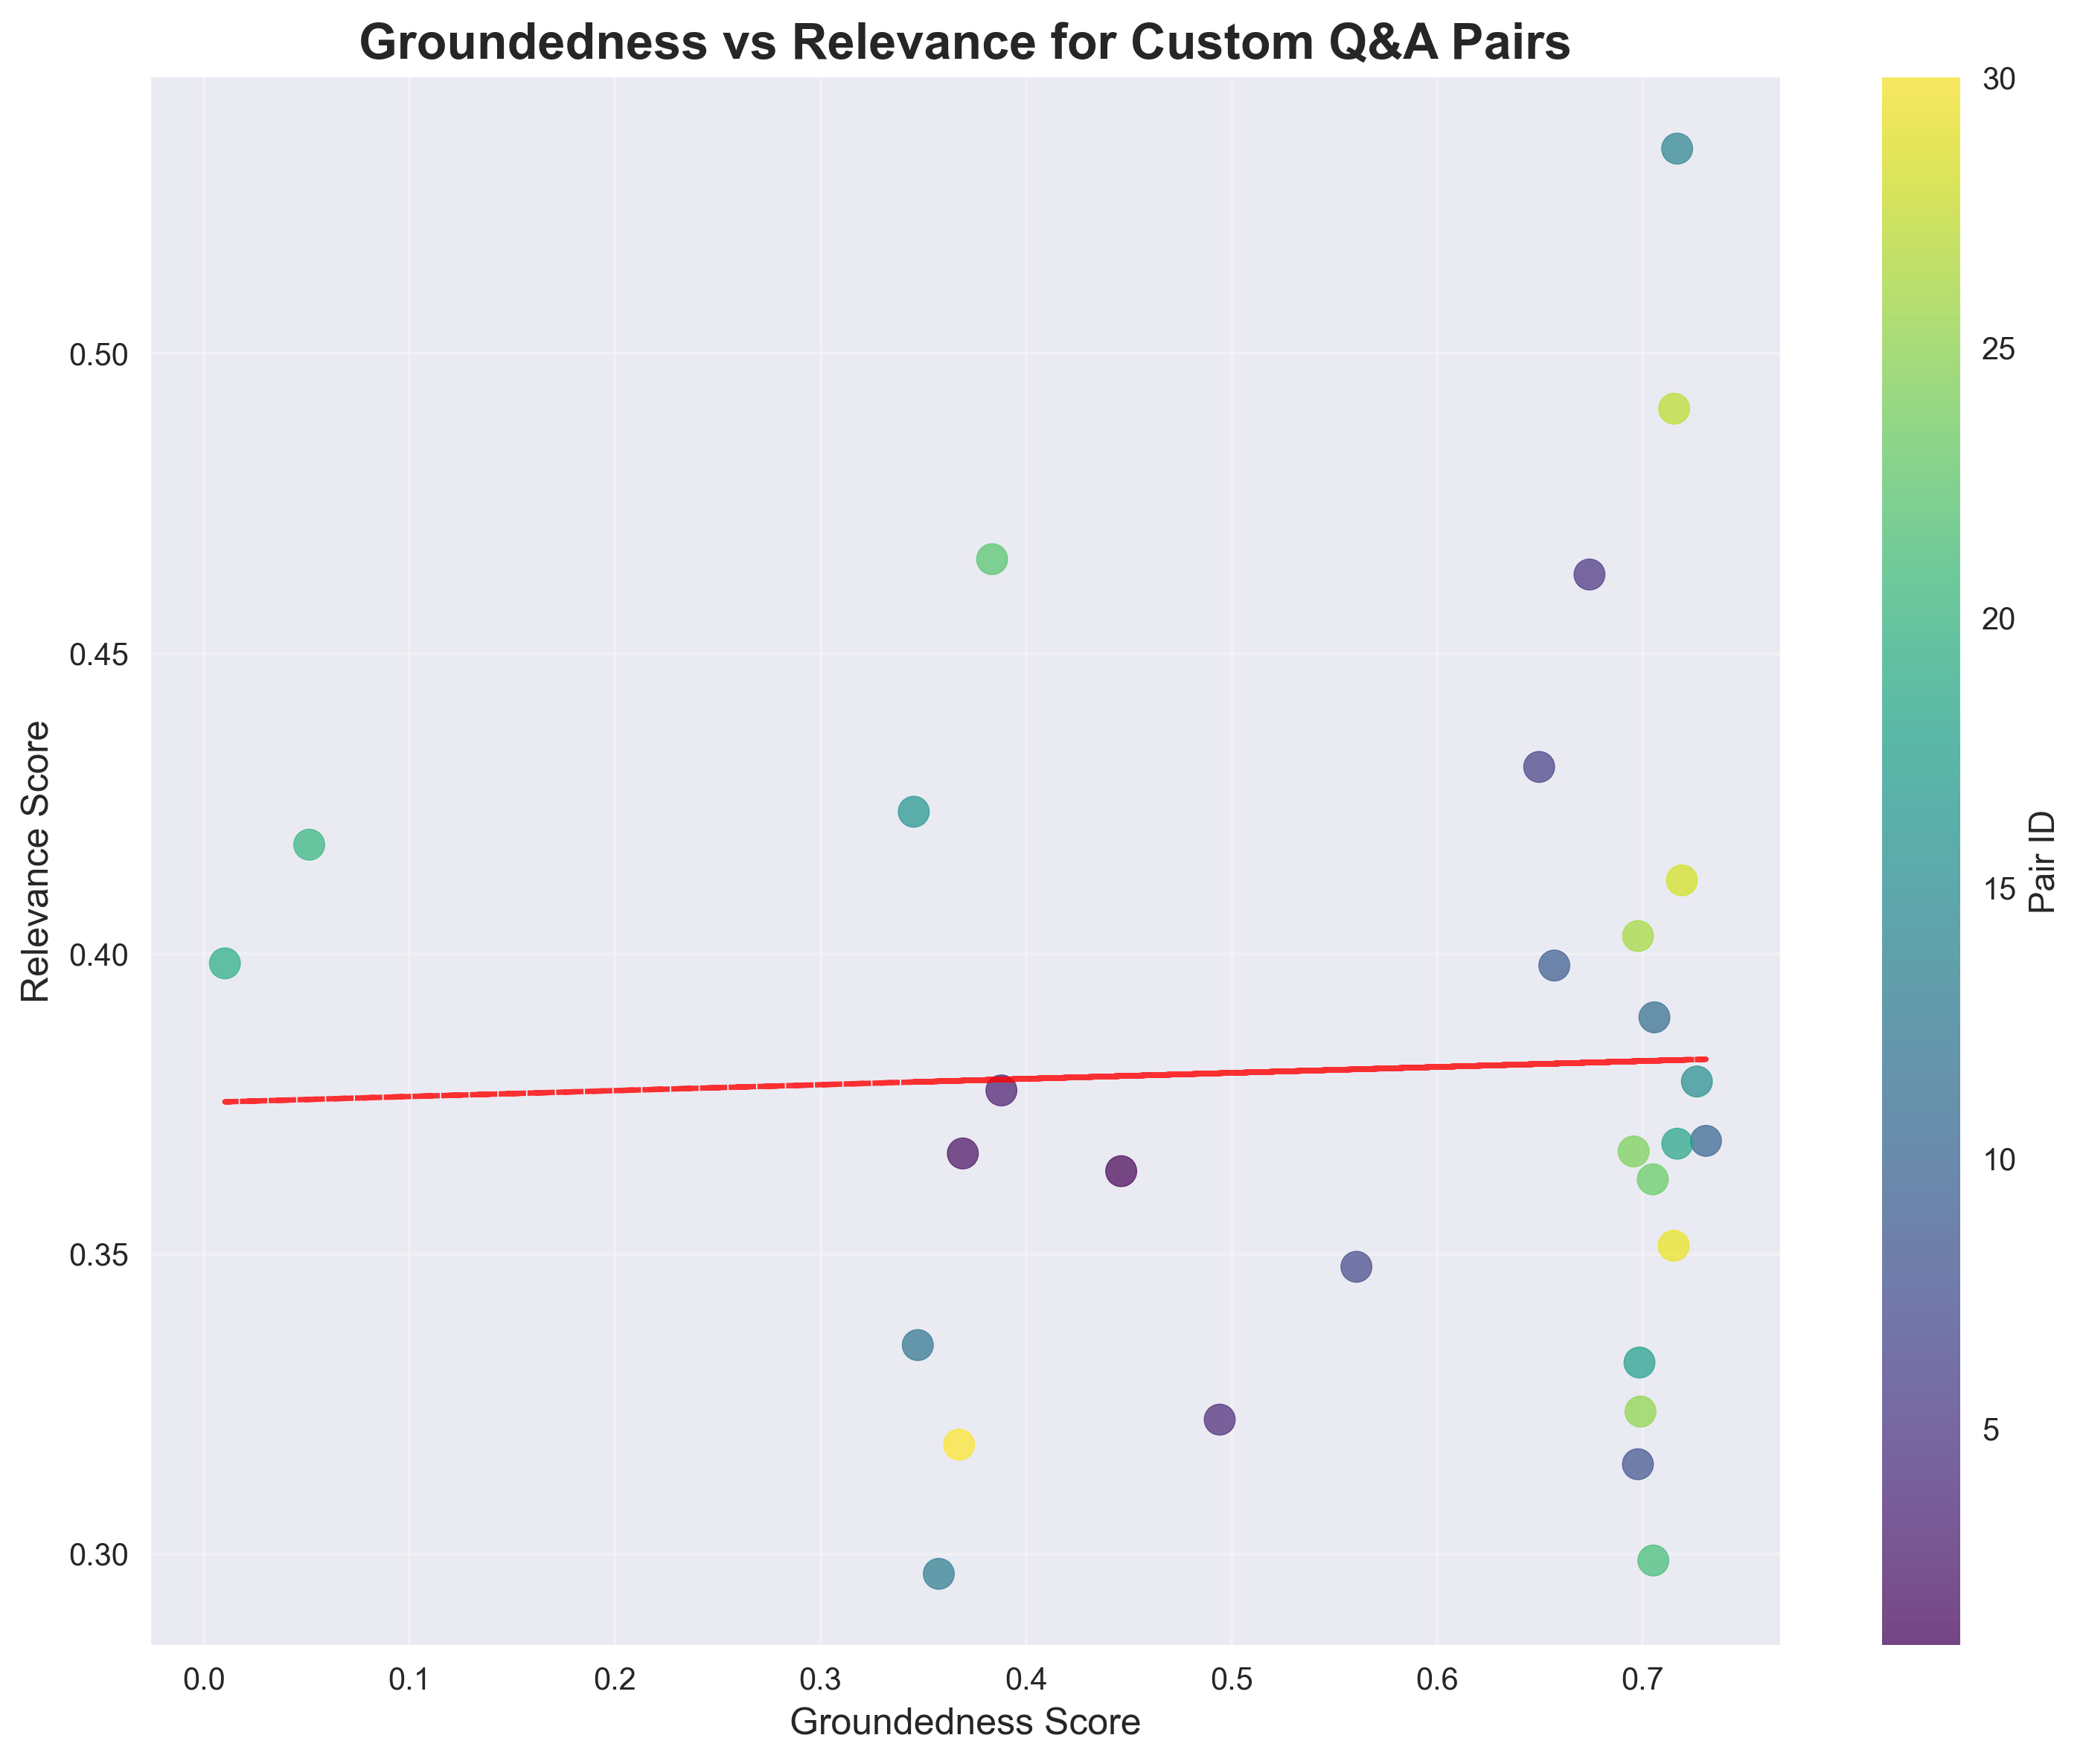 Groundedness vs Relevance for Custom Q&A Pairs
0.50
0.45
0.40
0.35
0.30
Relevance Score
0.0 0.1 0.2 0.3 0.4 0.5 0.6 0.7
Groundedness Score
30
25
20
15
10
5
Pair ID